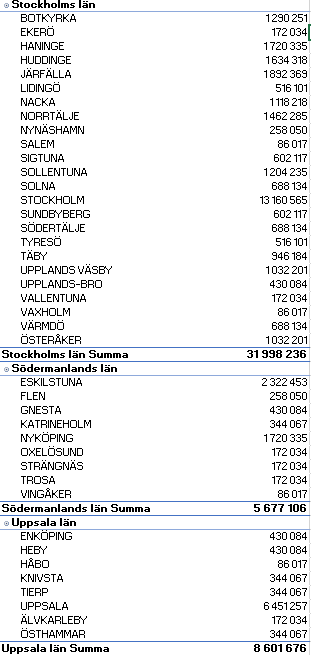 Stockholms län
BOTKYRKA 1 290 251
EKERÖ 172 034
HANINGE 1 720 335
HUDDINGE 1 634 318
JÄRFÄLLA 1 892 369
LIDINGÖ 516 101
NACKA 1 118 218
NORRTÄLJE 1 462 285
NYNÄSHAMN 258 050
SALEM 86 017
SIGTUNA 602 117
SOLLENTUNA 1 204 235
SOLNA 688 134
STOCKHOLM 13 160 565
SUNDBYBERG 602 117
SÖDERTÄLJE 688 134
TYRESÖ 516 101
TÄBY 946 184
UPPLANDS VÄSBY 1 032 201
UPPLANDS-BRO 430 084
VALLENTUNA 172 034
VAXHOLM 86 017
VÄRMDÖ 688 134
ÖSTERÅKER 1 032 201
Stockholms län Summa 31 998 236
Södermanlands län
ESKILSTUNA 2 322 453
FLEN 258 050
GNESTA 430 084
KATRINEHOLM 344 067
NYKÖPING 1 720 335
OXELÖSUND 172 034
STRÄNGNÄS 172 034
TROSA 172 034
VINGÅKER 86 017
Södermanlands län Summa 5 677 106
Uppsala län
ENKÖPING 430 084
HEBY 430 084
HÅBO 86 017
KNIVSTA 344 067
TIERP 344 067
UPPSALA 6 451 257
ÄLVKARLEBY 172 034
ÖSTHAMMAR 344 067
Uppsala län Summa 8 601 676